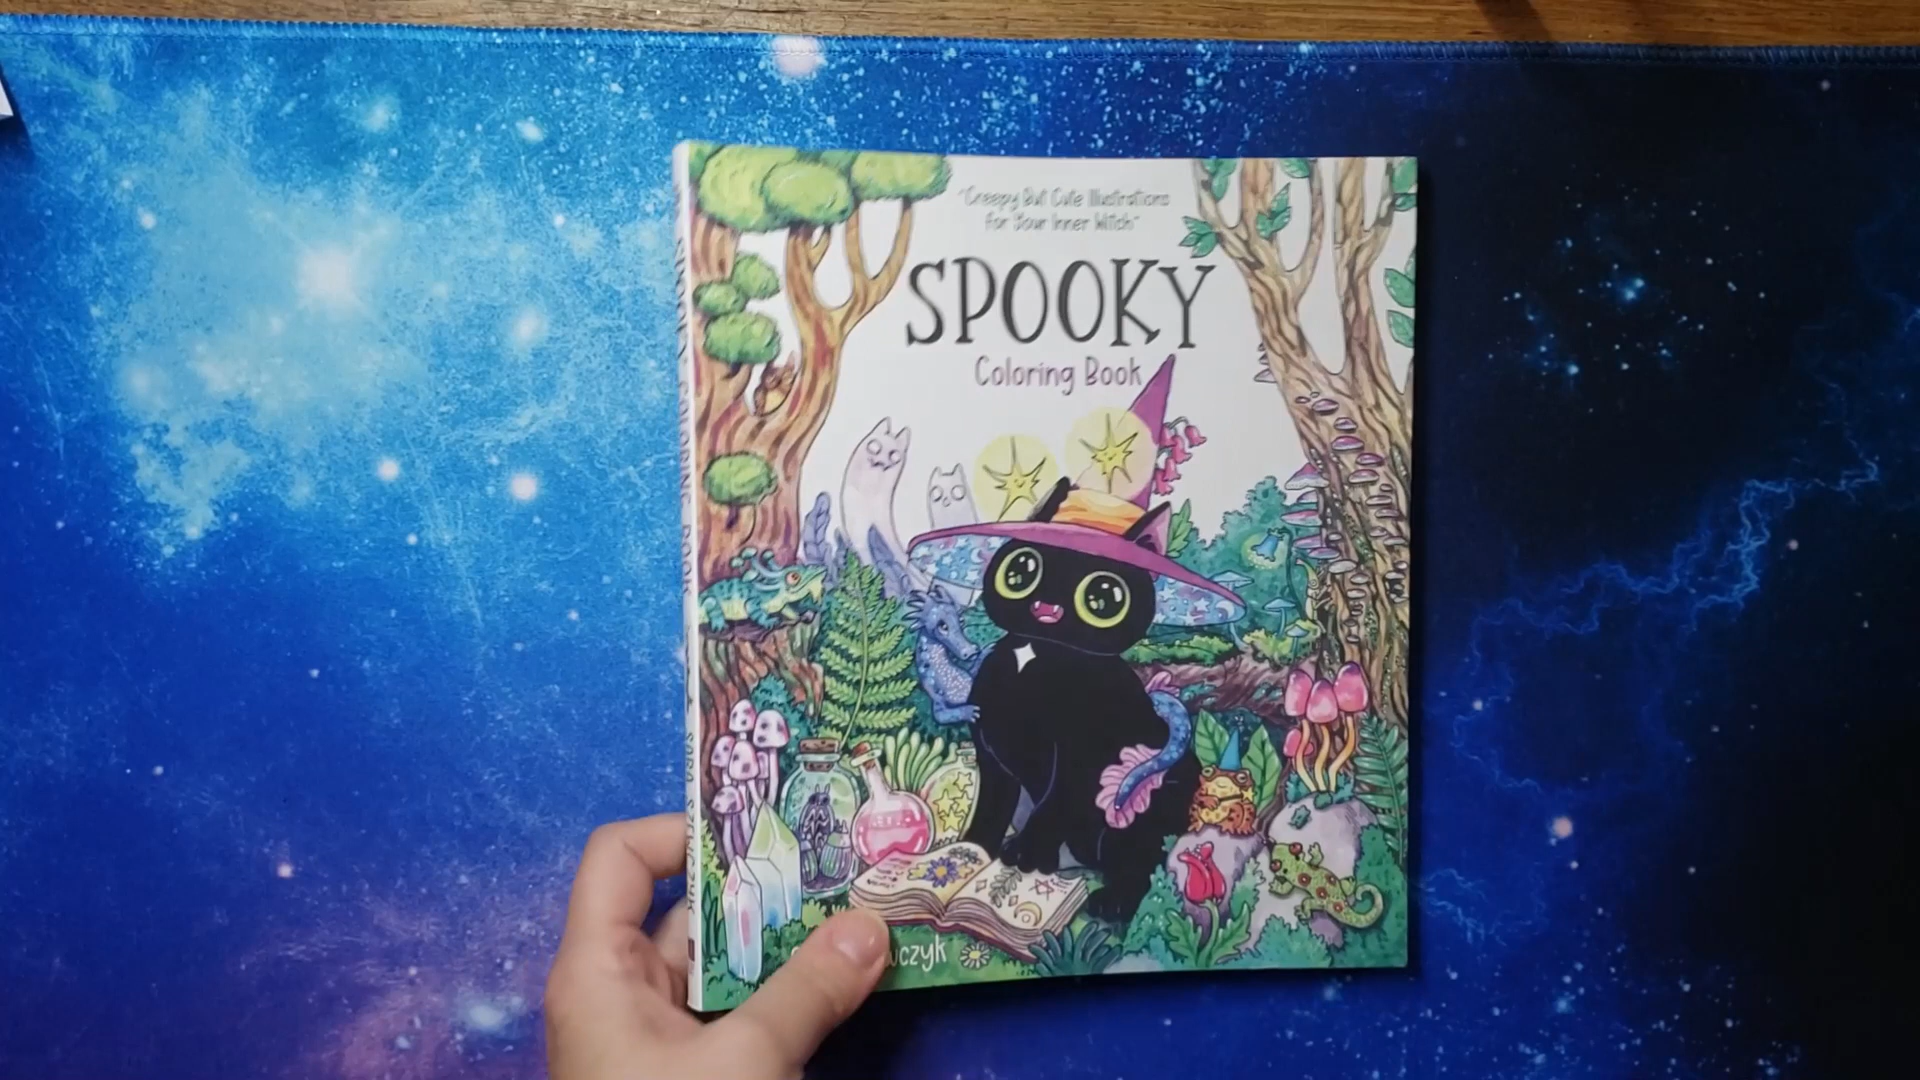 "Creepy But Cute Illustrations
for Your Inner Witch"
SPOOKY
Coloring Book